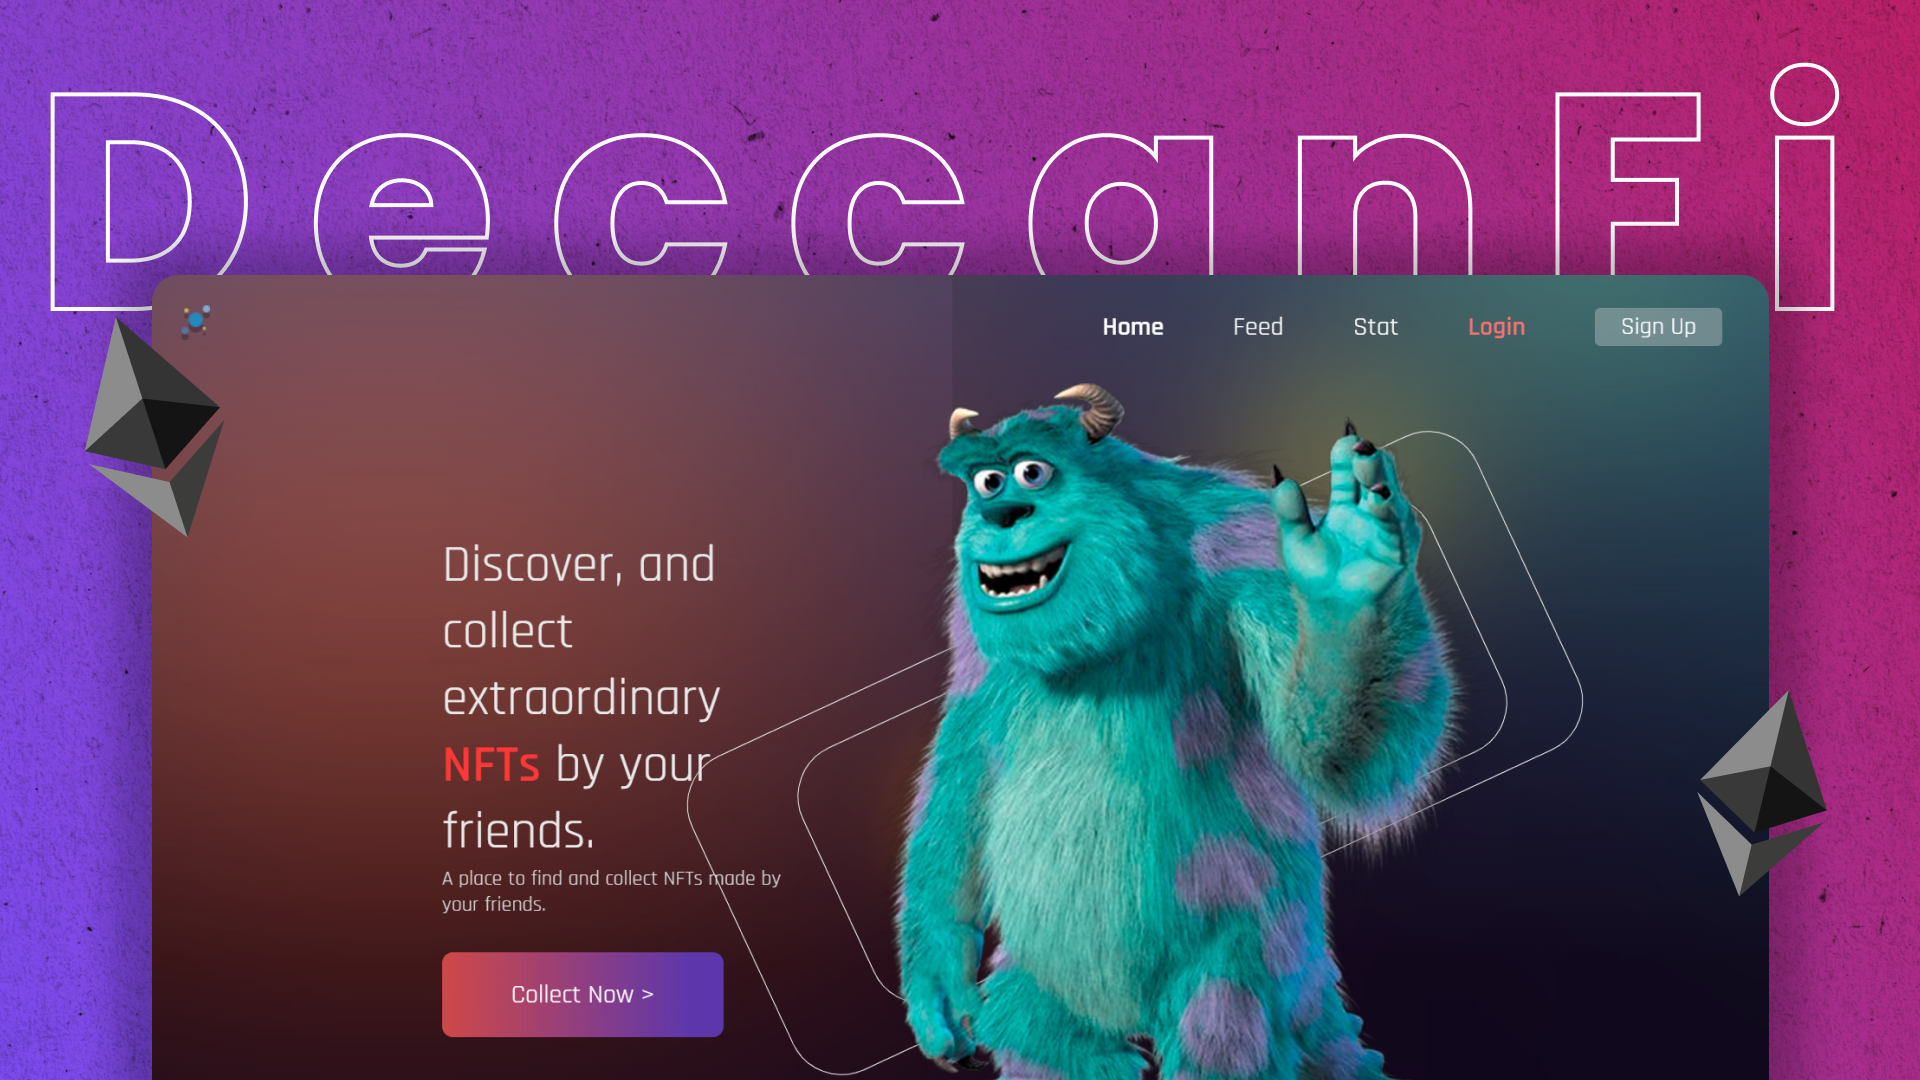 DeccanFi
Home Feed Stat Login Sign Up
Discover, and
collect
extraordinary
NFTs by your
friends.
A place to find and collect NFTs made by
your friends.
Collect Now >